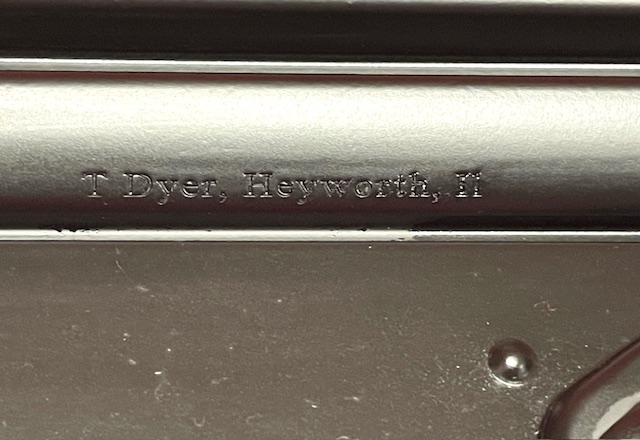 T Dyer, Heyworth, Il